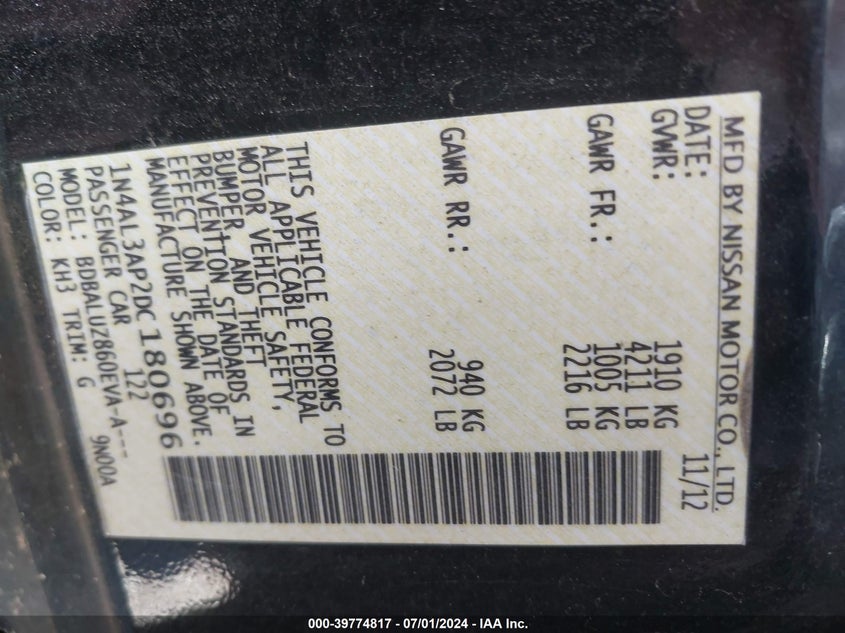 MFD BY NISSAN MOTOR CO., LTD.
DATE: 11/12
GVWR: 1910 KG
4211 LB
GAWR FR.: 1005 KG
2216 LB
GAWR RR.: 940 KG
2072 LB
THIS VEHICLE CONFORMS TO
ALL APPLICABLE FEDERAL
MOTOR VEHICLE SAFETY,
BUMPER, AND THEFT
PREVENTION STANDARDS IN
EFFECT ON THE DATE OF
MANUFACTURE SHOWN ABOVE.
1N4AL3AP2DC180696
PASSENGER CAR 122
MODEL: BDBALUZ860EVA-A---
COLOR: KH3 TRIM: G 9N00A
000-39774817 - 07/01/2024 - IAA Inc.